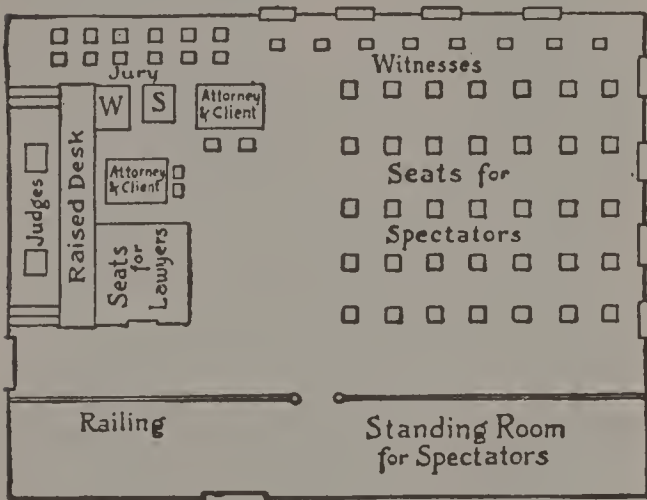 Jury
Witnesses
W
S
Attorney
& Client
Judges
Raised Desk
Attorney
& Client
Seats for
Spectators
Seats
for
Lawyers
Railing
Standing Room
for Spectators